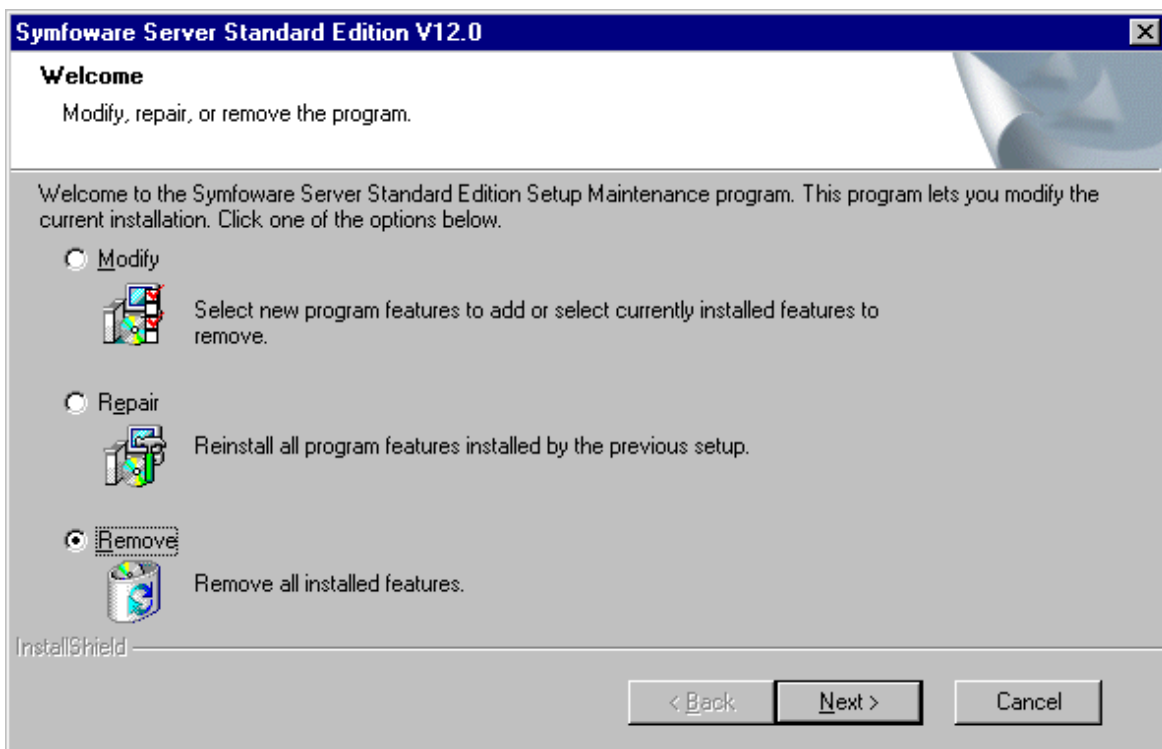 Symfoware Server Standard Edition V12.0
Welcome
Modify, repair, or remove the program.
Welcome to the Symfoware Server Standard Edition Setup Maintenance program. This program lets you modify the
current installation. Click one of the options below.
Modify
Select new program features to add or select currently installed features to
remove.
Repair
Reinstall all program features installed by the previous setup.
Remove
Remove all installed features.
InstallShield
< Back
Next >
Cancel